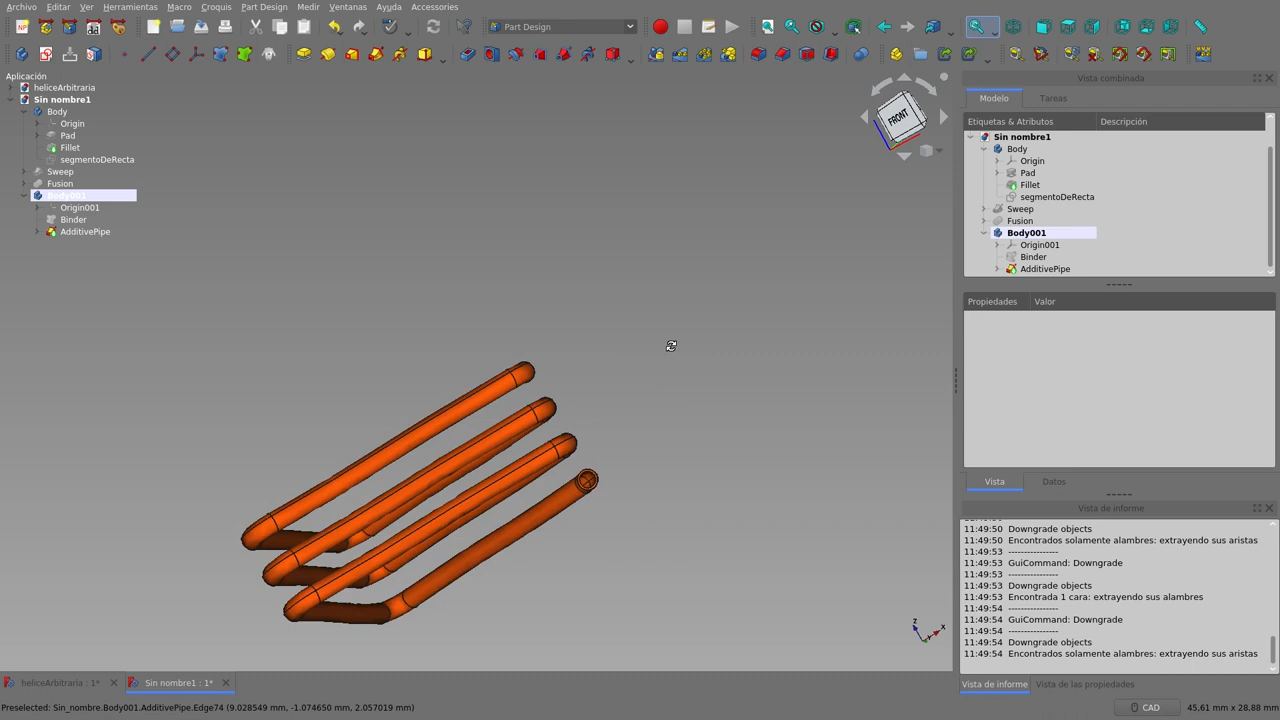 Archivo Editar Ver Herramientas Macro Croquis Part Design Medir Ventanas Ayuda Accessories
Part Design
Aplicación
heliceArbitraria
Sin nombre1
Body
Origin
Pad
Fillet
segmentoDeRecta
Sweep
Fusion
Body001
Origin001
Binder
AdditivePipe
FRONT
Z
X
Y
Vista combinada
Modelo Tareas
Etiquetas & Atributos Descripción
Sin nombre1
Body
Origin
Pad
Fillet
segmentoDeRecta
Sweep
Fusion
Body001
Origin001
Binder
AdditivePipe
Propiedades Valor
Vista Datos
Vista de informe
11:49:50 Downgrade objects
11:49:50 Encontrados solamente alambres: extrayendo sus aristas
11:49:53 ----------------
11:49:53 GuiCommand: Downgrade
11:49:53 ----------------
11:49:53 Downgrade objects
11:49:53 Encontrada 1 cara: extrayendo sus alambres
11:49:54 ----------------
11:49:54 GuiCommand: Downgrade
11:49:54 ----------------
11:49:54 Downgrade objects
11:49:54 Encontrados solamente alambres: extrayendo sus aristas
Vista de informe Vista de las propiedades
heliceArbitraria : 1* Sin nombre1 : 1*
Preselected: Sin_nombre.Body001.AdditivePipe.Edge74 (9.028549 mm, -1.074650 mm, 2.057019 mm) CAD 45,61 mm x 28,88 mm